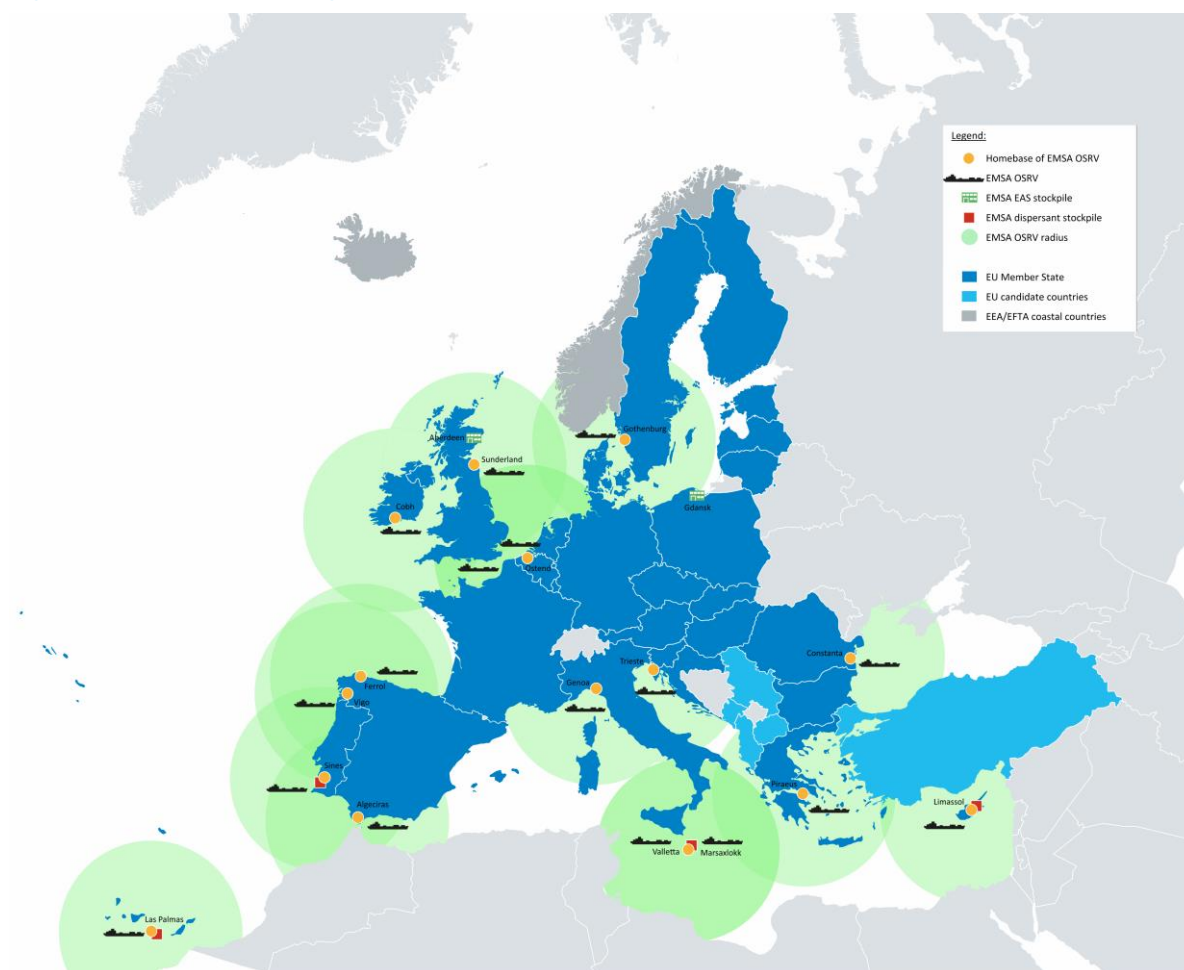 Legend:
Homebase of EMSA OSRV
EMSA OSRV
EMSA EAS stockpile
EMSA dispersant stockpile
EMSA OSRV radius
EU Member State
EU candidate countries
EEA/EFTA coastal countries
Gothenburg
Aberdeen
Sunderland
Gdansk
Cobh
Ostend
Constanta
Trieste
Ferrol
Genoa
Vigo
Sines
Piraeus
Limassol
Algeciras
Valletta
Marsaxlokk
Las Palmas